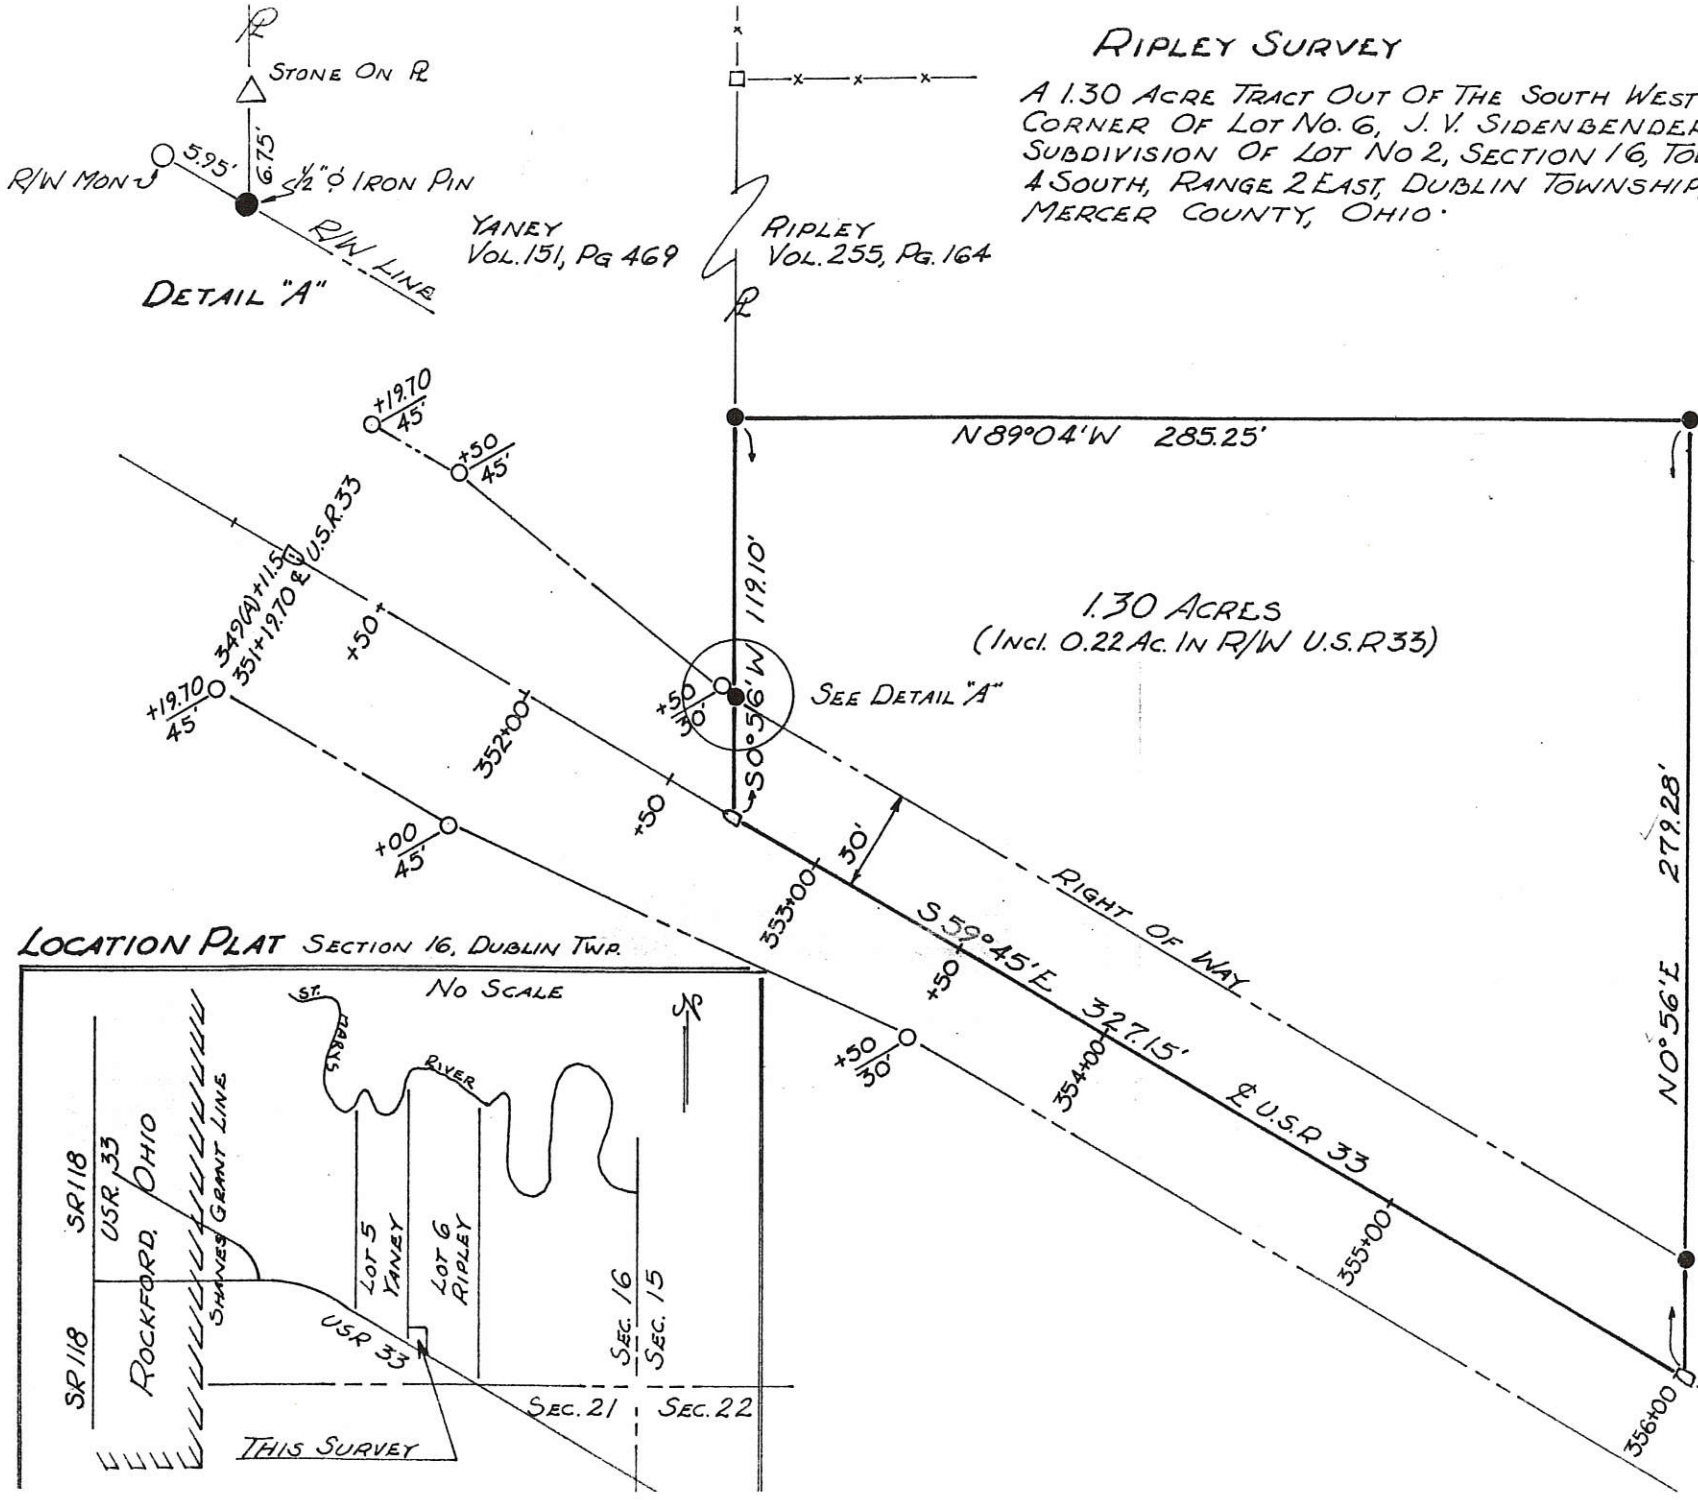 RIPLEY SURVEY
A 1.30 ACRE TRACT OUT OF THE SOUTH WEST
CORNER OF LOT NO. 6, J. V. SIDENBENDER
SUBDIVISION OF LOT NO 2, SECTION 16,
4 SOUTH, RANGE 2 EAST, DUBLIN TOWNSHIP,
MERCER COUNTY, OHIO.
℄
STONE ON ℄
5.95'
6.75'
R/W MON
1/2" ϕ IRON PIN
R/W LINE
DETAIL "A"
YANEY
VOL. 151, PG 469
RIPLEY
VOL. 255, PG. 164
℄
+19.70
45'
+50
45'
N 89°04' W 285.25'
349(A)+11.5
351+19.70 ℄ U.S.R. 33
+50
+19.70
45'
352+00
+50
+00
45'
S 0°56' W 119.10'
+50
30'
SEE DETAIL "A"
1.30 ACRES
(INCL. 0.22 AC. IN R/W U.S.R 33)
30'
353+00
RIGHT OF WAY
S 59°45' E 327.15'
+50
+50
30'
354+00
℄ U.S.R 33
355+00
356+00
N 0°56' E 279.28'
LOCATION PLAT SECTION 16, DUBLIN TWP.
NO SCALE
N
ST.
MARYS
RIVER
SR 118
USR. 33
ROCKFORD, OHIO
SHANES GRANT LINE
SR 118
LOT 5
YANEY
LOT 6
RIPLEY
USR 33
SEC. 16
SEC. 15
SEC. 21
SEC. 22
THIS SURVEY